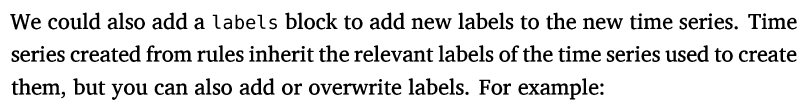 We could also add a labels block to add new labels to the new time series. Time
series created from rules inherit the relevant labels of the time series used to create
them, but you can also add or overwrite labels. For example: